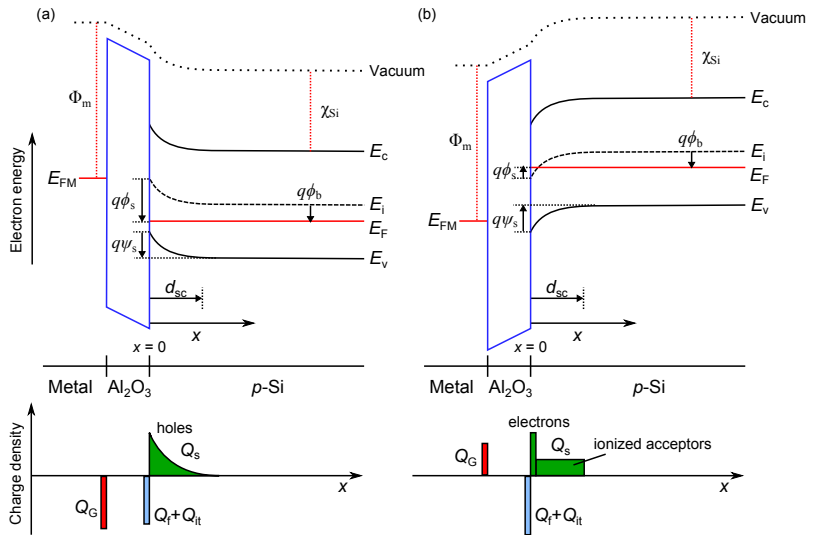 (a)
Vacuum
Φm
χSi
Ec
EFM
qϕs
qϕb
Ei
EF
qψs
Ev
dsc
x
x = 0
Electron energy
Metal
Al2O3
p-Si
(b)
Vacuum
χSi
Φm
Ec
qϕb
Ei
qϕs
EF
qψs
Ev
EFM
dsc
x
x = 0
Metal
Al2O3
p-Si
Charge density
holes
Qs
x
QG
Qf+Qit
electrons
Qs
ionized acceptors
QG
x
Qf+Qit